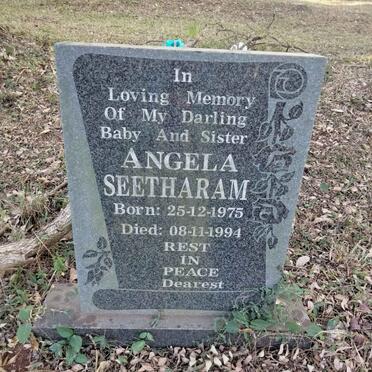 In
Loving Memory
Of My Darling
Baby And Sister
ANGELA
SEETHARAM
Born: 25-12-1975
Died: 08-11-1994
REST
IN
PEACE
Dearest